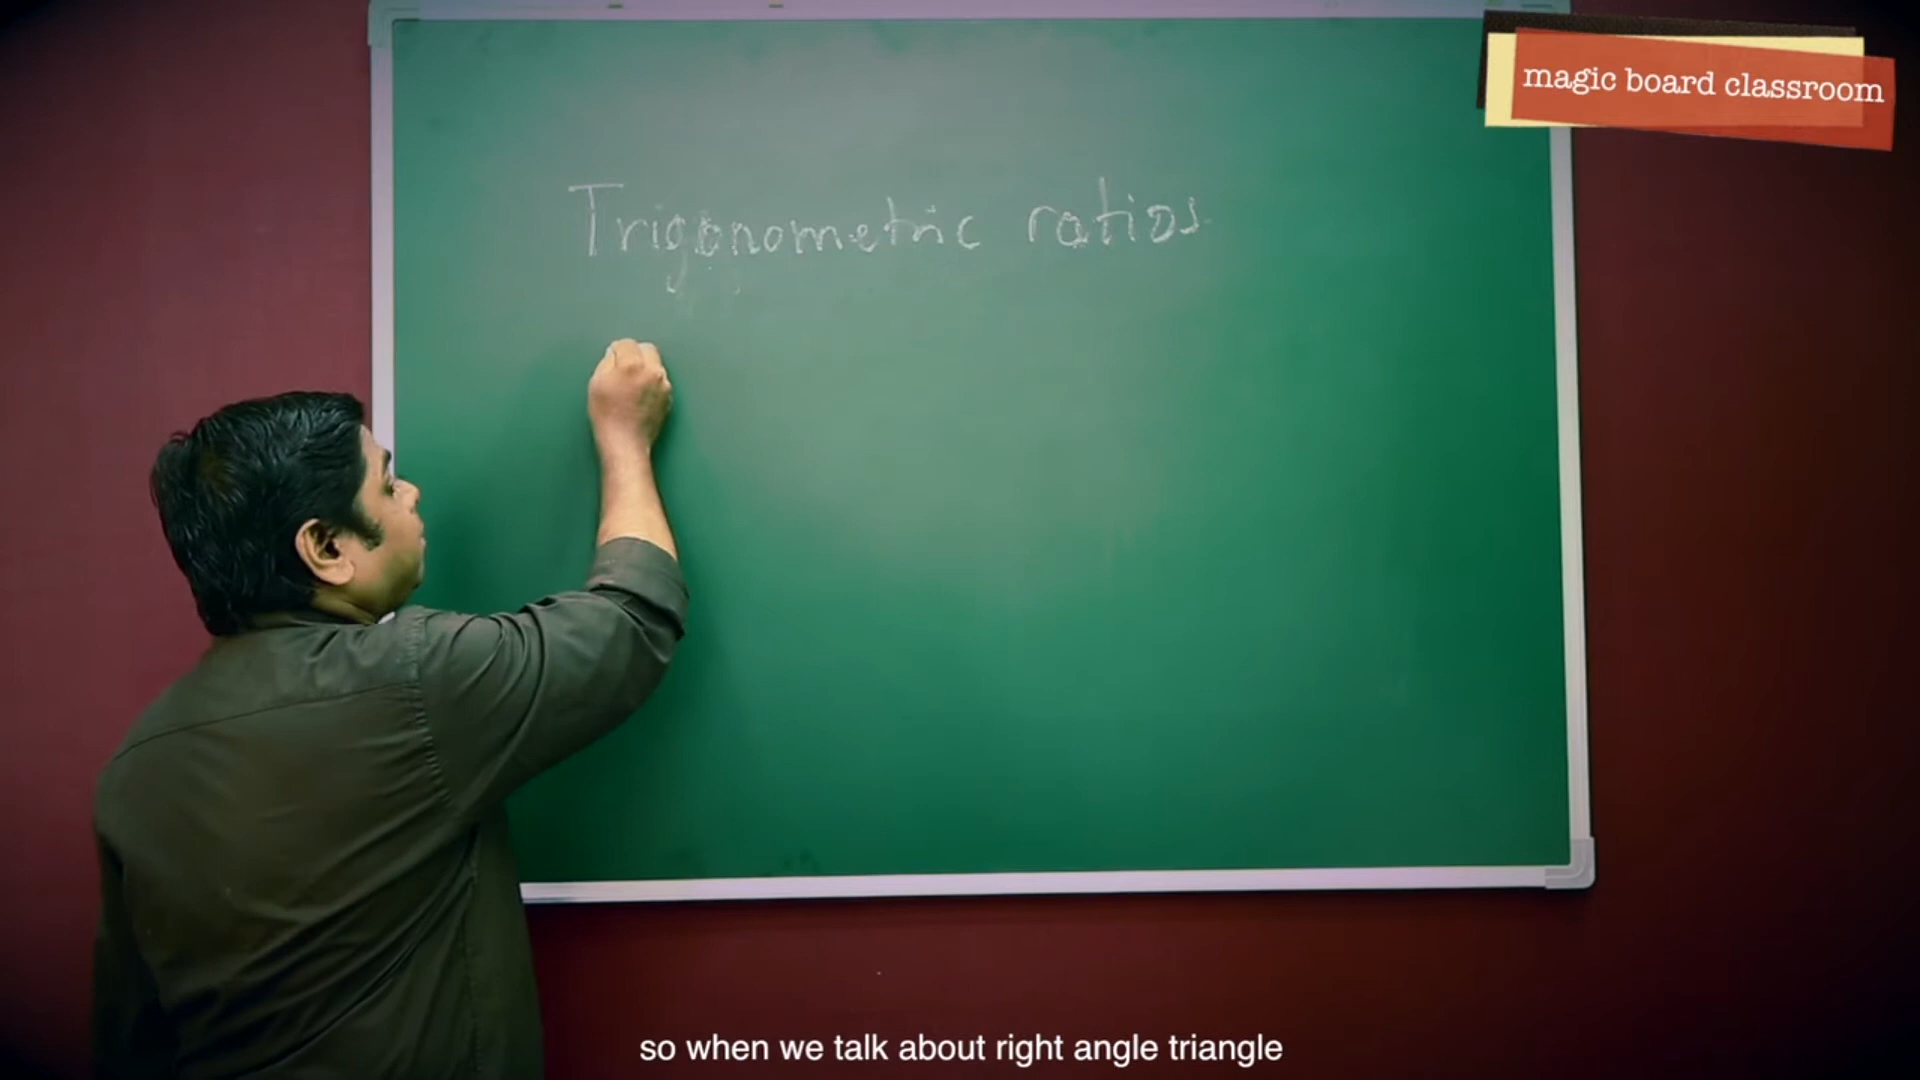 magic board classroom
Trigonometric ratios
so when we talk about right angle triangle